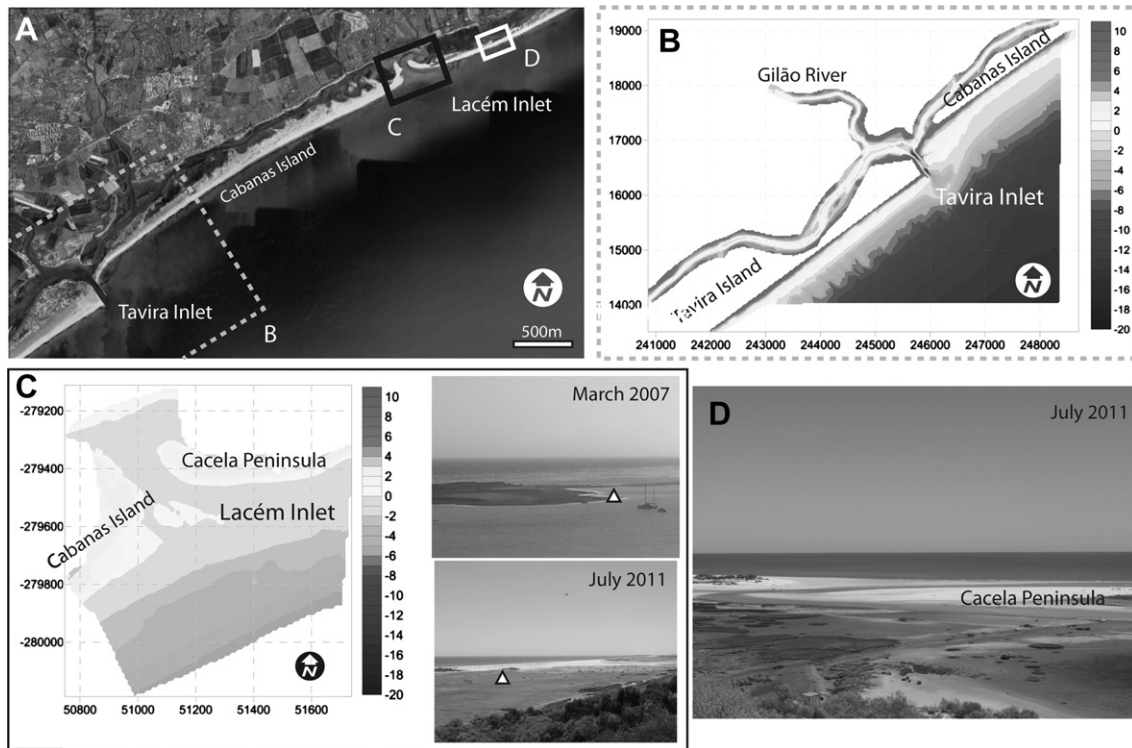 A
D
Lacém Inlet
C
Cabanas Island
Tavira Inlet
B
N
500m
B
19000
18000
17000
16000
15000
14000
Gilão River
Cabanas Island
Tavira Inlet
Tavira Island
N
241000 242000 243000 244000 245000 246000 247000 248000
10
8
6
4
2
0
-2
-4
-6
-8
-10
-12
-14
-16
-18
-20
C
-279200
-279400
-279600
-279800
-280000
Cacela Peninsula
Lacém Inlet
Cabanas Island
N
50800 51000 51200 51400 51600
10
8
6
4
2
0
-2
-4
-6
-8
-10
-12
-14
-16
-18
-20
March 2007
July 2011
D
July 2011
Cacela Peninsula